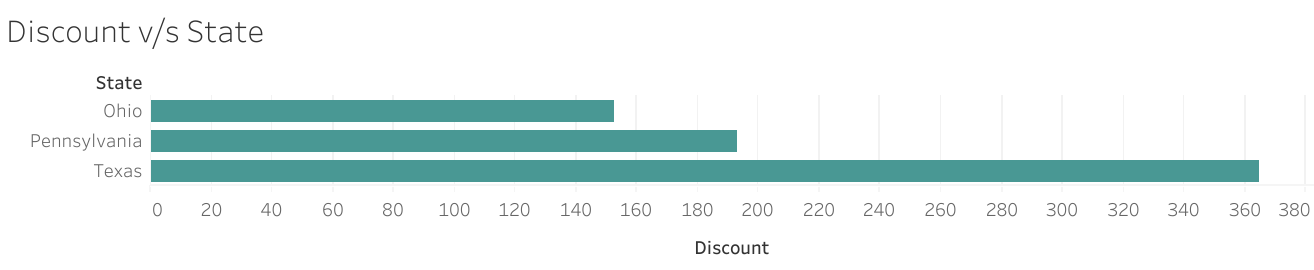 Discount v/s State
State
Ohio
Pennsylvania
Texas
0 20 40 60 80 100 120 140 160 180 200 220 240 260 280 300 320 340 360 380
Discount